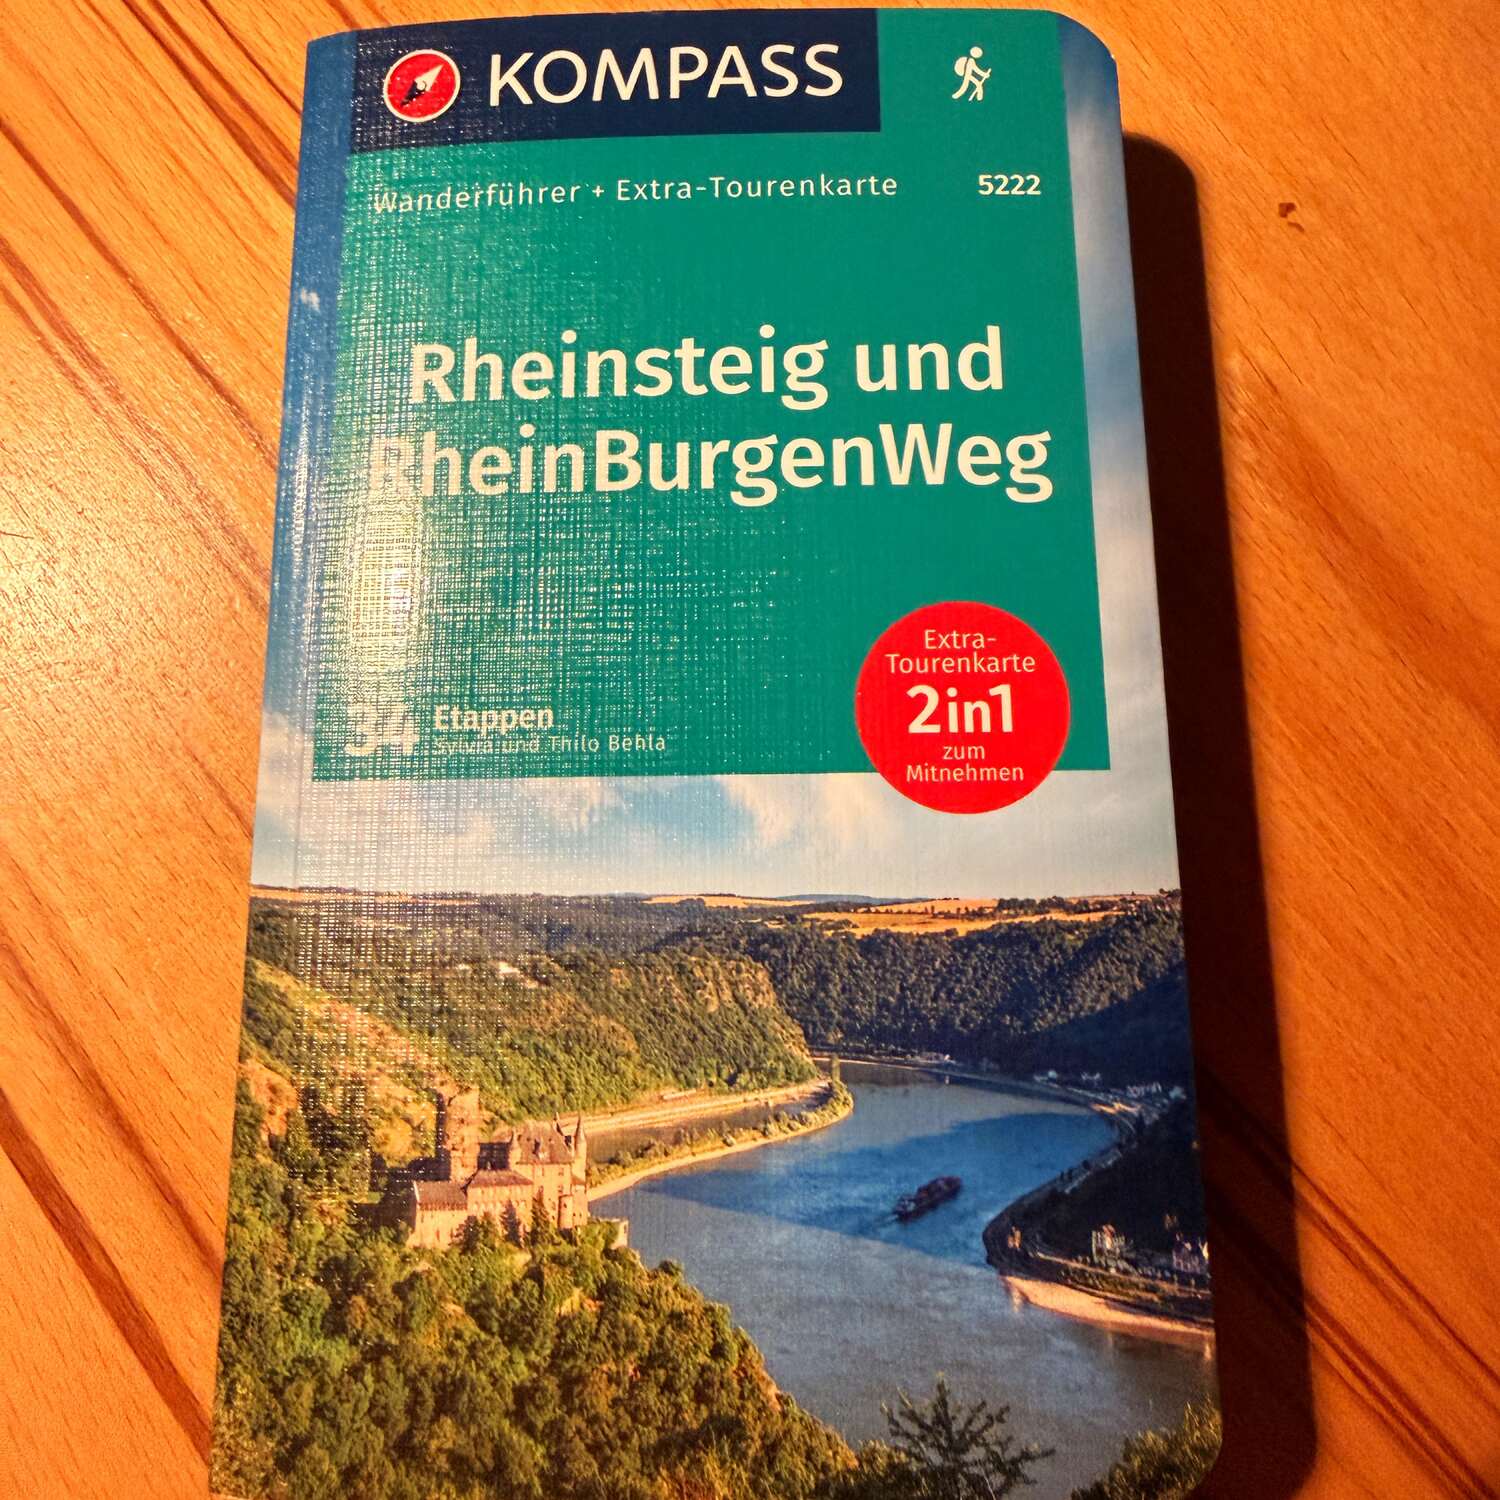 KOMPASS
Wanderführer + Extra-Tourenkarte 5222
Rheinsteig und
RheinBurgenWeg
Extra-
Tourenkarte
2in1
zum
Mitnehmen
34 Etappen
Sylvia und Thilo Behla